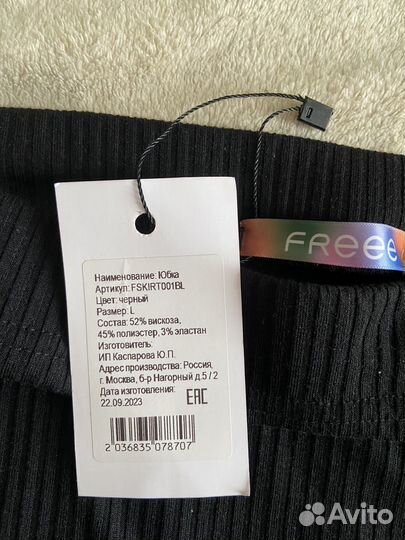 FREEE
Наименование: Юбка
Артикул: FSKIRT001BL
Цвет: черный
Размер: L
Состав: 52% вискоза,
45% полиэстер, 3% эластан
Изготовитель:
ИП Каспарова Ю.П.
Адрес производства: Россия,
г. Москва, б-р Нагорный д.5 / 2
Дата изготовления:
22.09.2023
EAC
2 036835 078707
Avito